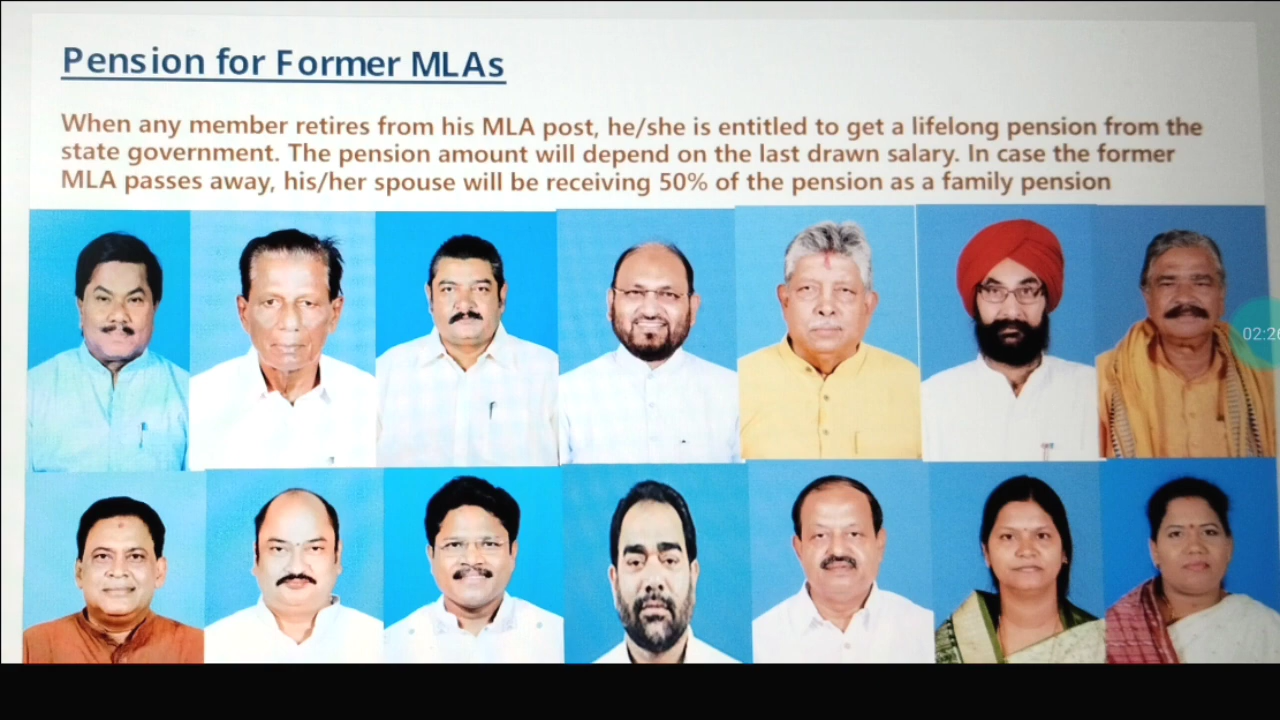 Pension for Former MLAs
When any member retires from his MLA post, he/she is entitled to get a lifelong pension from the
state government. The pension amount will depend on the last drawn salary. In case the former
MLA passes away, his/her spouse will be receiving 50% of the pension as a family pension